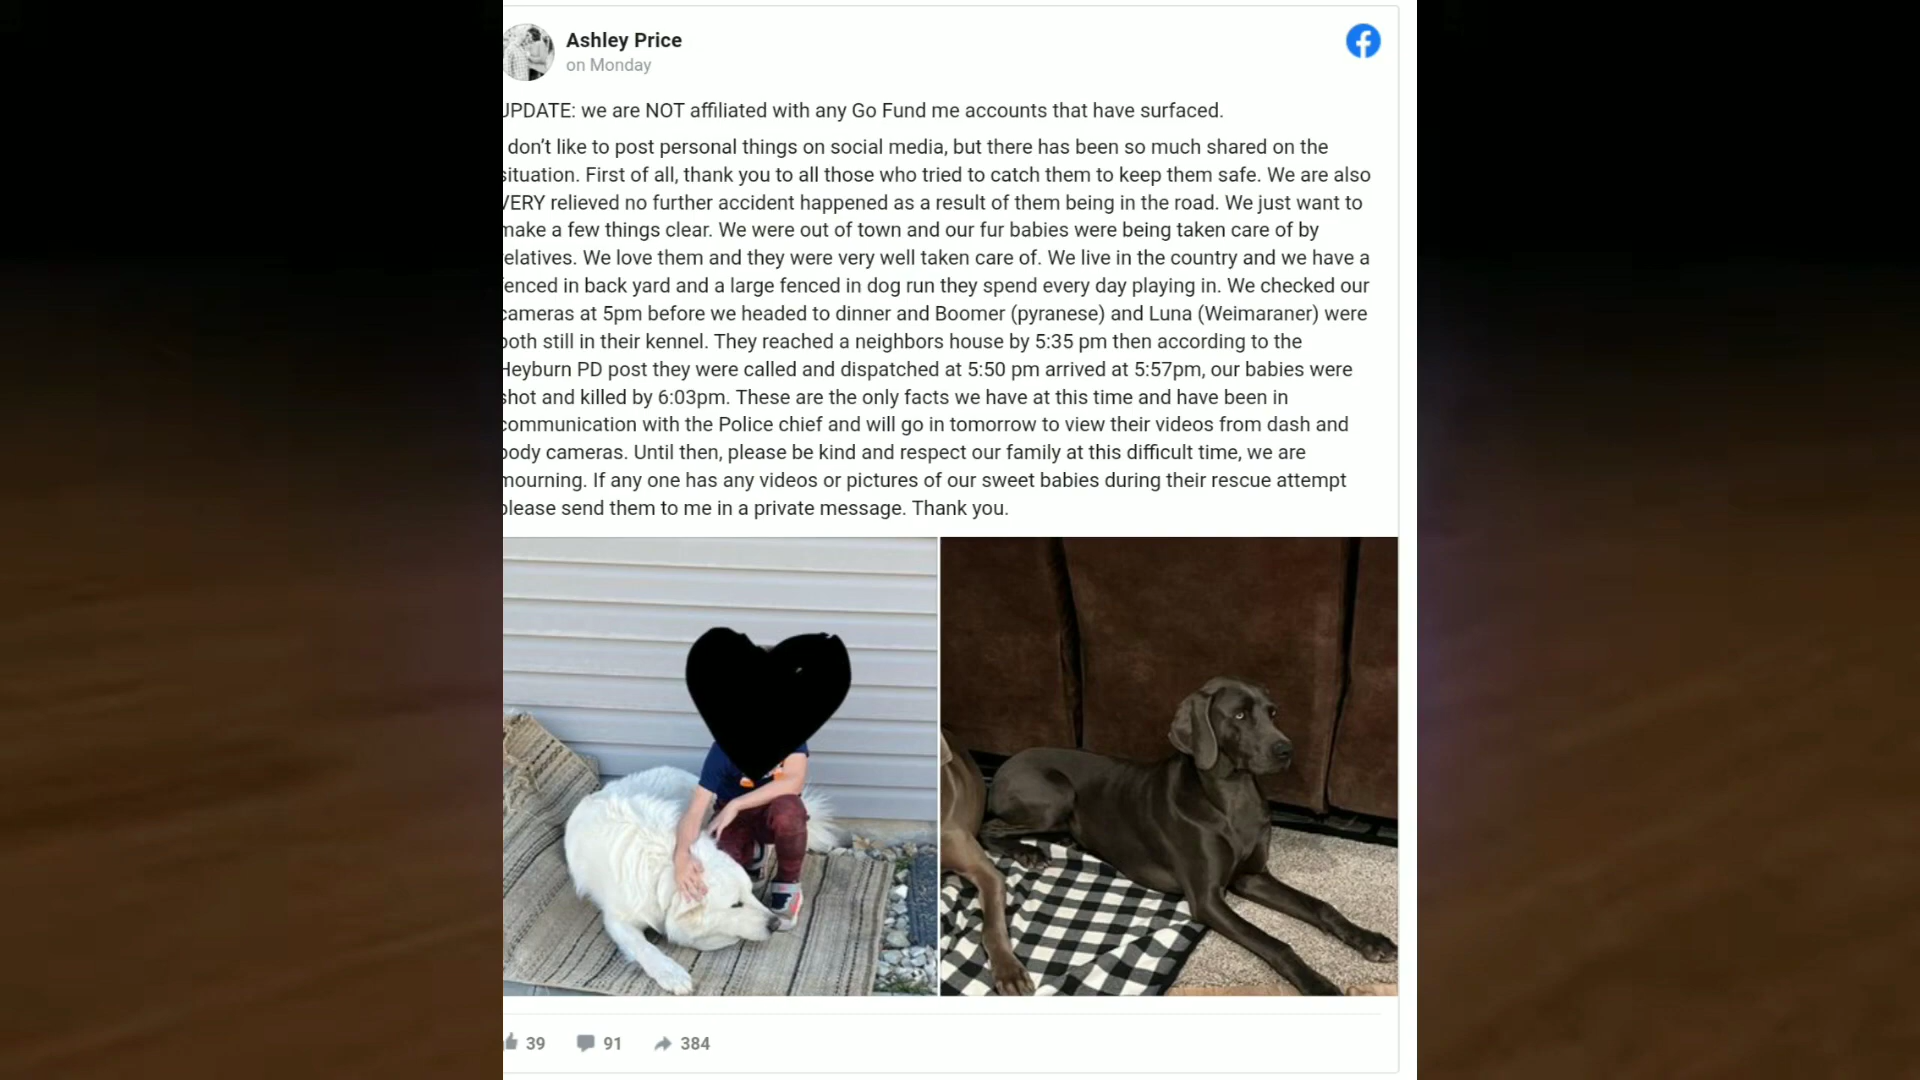 Ashley Price
on Monday
UPDATE: we are NOT affiliated with any Go Fund me accounts that have surfaced.
don't like to post personal things on social media, but there has been so much shared on the
situation. First of all, thank you to all those who tried to catch them to keep them safe. We are also
VERY relieved no further accident happened as a result of them being in the road. We just want to
make a few things clear. We were out of town and our fur babies were being taken care of by
relatives. We love them and they were very well taken care of. We live in the country and we have a
fenced in back yard and a large fenced in dog run they spend every day playing in. We checked our
cameras at 5pm before we headed to dinner and Boomer (pyranese) and Luna (Weimaraner) were
both still in their kennel. They reached a neighbors house by 5:35 pm then according to the
Heyburn PD post they were called and dispatched at 5:50 pm arrived at 5:57pm, our babies were
shot and killed by 6:03pm. These are the only facts we have at this time and have been in
communication with the Police chief and will go in tomorrow to view their videos from dash and
body cameras. Until then, please be kind and respect our family at this difficult time, we are
mourning. If any one has any videos or pictures of our sweet babies during their rescue attempt
please send them to me in a private message. Thank you.
39 91 384